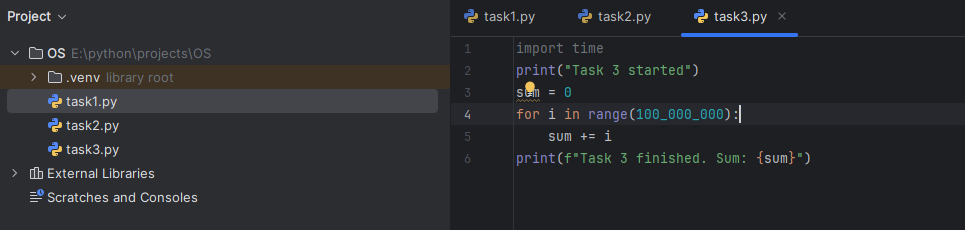 Project
OS E:\python\projects\OS
.venv library root
task1.py
task2.py
task3.py
External Libraries
Scratches and Consoles
task1.py task2.py task3.py
1 import time
2 print("Task 3 started")
3 sum = 0
4 for i in range(100_000_000):
5 sum += i
6 print(f"Task 3 finished. Sum: {sum}")